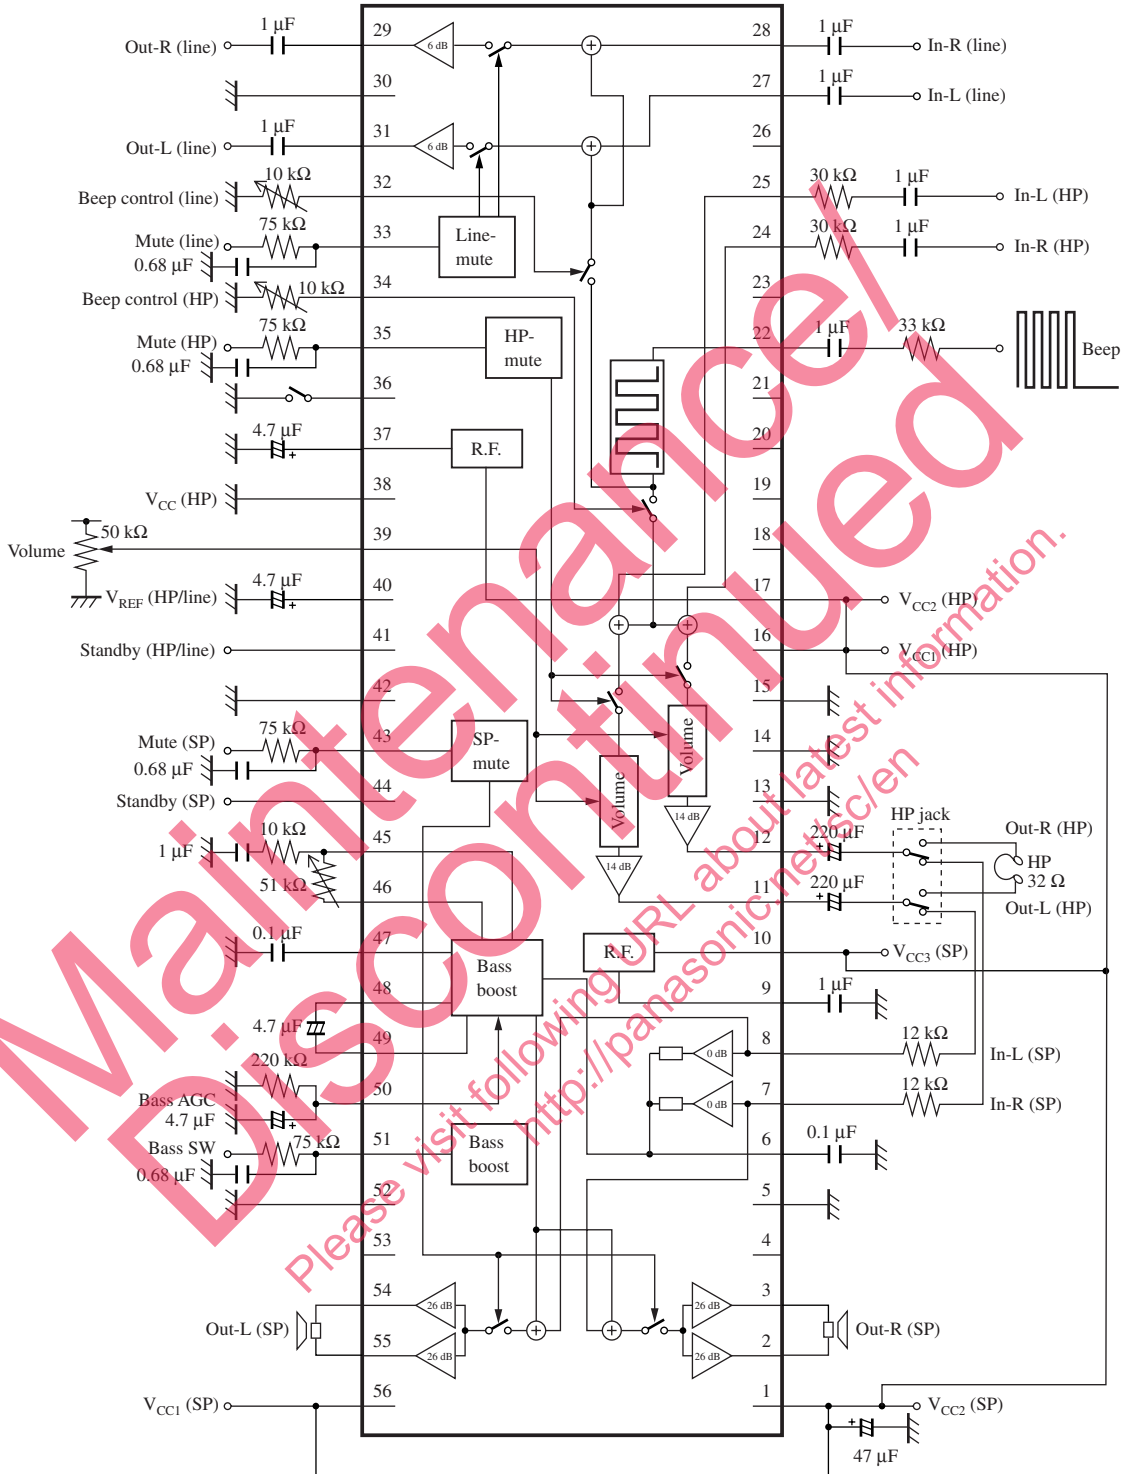 1 µF
29
28
1 µF
Out-R (line)
6 dB
In-R (line)
30
27
1 µF
In-L (line)
1 µF
31
26
Out-L (line)
6 dB
10 kΩ
32
25
30 kΩ
1 µF
Beep control (line)
In-L (HP)
75 kΩ
33
24
30 kΩ
1 µF
Mute (line)
Line-
mute
In-R (HP)
0.68 µF
34
23
Beep control (HP)
10 kΩ
75 kΩ
35
22
1 µF
33 kΩ
Mute (HP)
HP-
mute
Beep
0.68 µF
36
21
4.7 µF
37
20
R.F.
38
19
VCC (HP)
50 kΩ
39
18
Volume
4.7 µF
40
17
VREF (HP/line)
VCC2 (HP)
41
16
Standby (HP/line)
VCC1 (HP)
42
15
75 kΩ
43
14
Mute (SP)
SP-
mute
Volume
Volume
0.68 µF
44
13
Standby (SP)
14 dB
HP jack
10 kΩ
45
12
220 µF
Out-R (HP)
1 µF
14 dB
HP
32 Ω
51 kΩ
46
11
220 µF
Out-L (HP)
0.1 µF
47
10
Bass
boost
R.F.
VCC3 (SP)
48
9
1 µF
4.7 µF
49
8
12 kΩ
0 dB
In-L (SP)
220 kΩ
50
7
12 kΩ
Bass AGC
0 dB
In-R (SP)
4.7 µF
51
6
0.1 µF
Bass SW
75 kΩ
Bass
boost
0.68 µF
52
5
53
4
54
3
26 dB
26 dB
Out-L (SP)
Out-R (SP)
55
2
26 dB
26 dB
56
1
VCC1 (SP)
VCC2 (SP)
47 µF
Maintenance/
Discontinued
Please visit following URL about latest information.
http://panasonic.net/sc/en